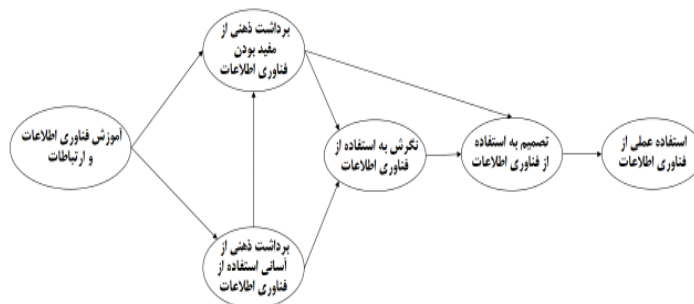 برداشت ذهنی از
مفید بودن
فناوری اطلاعات
آموزش فناوری اطلاعات
و ارتباطات
نگرش به استفاده از
فناوری اطلاعات
تصمیم به استفاده
از فناوری اطلاعات
استفاده عملی از
فناوری اطلاعات
برداشت ذهنی از
آسانی استفاده از
فناوری اطلاعات